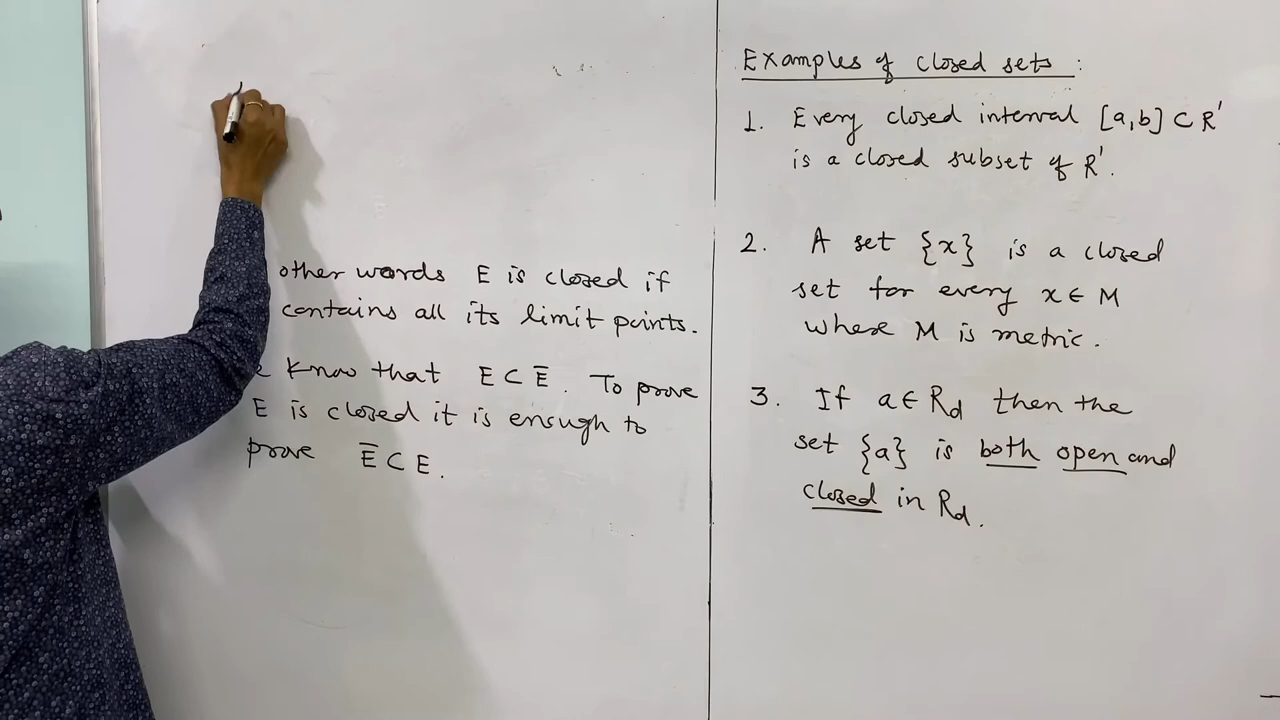 other words E is closed if
contains all its limit points.
know that E ⊂ E̅. To prove
E is closed it is enough to
prove E̅ ⊂ E.
Examples of closed sets :
1. Every closed interval [a,b] ⊂ R'
is a closed subset of R'.
2. A set {x} is a closed
set for every x ∈ M
where M is metric.
3. If a ∈ R_d then the
set {a} is both open and
closed in R_d.